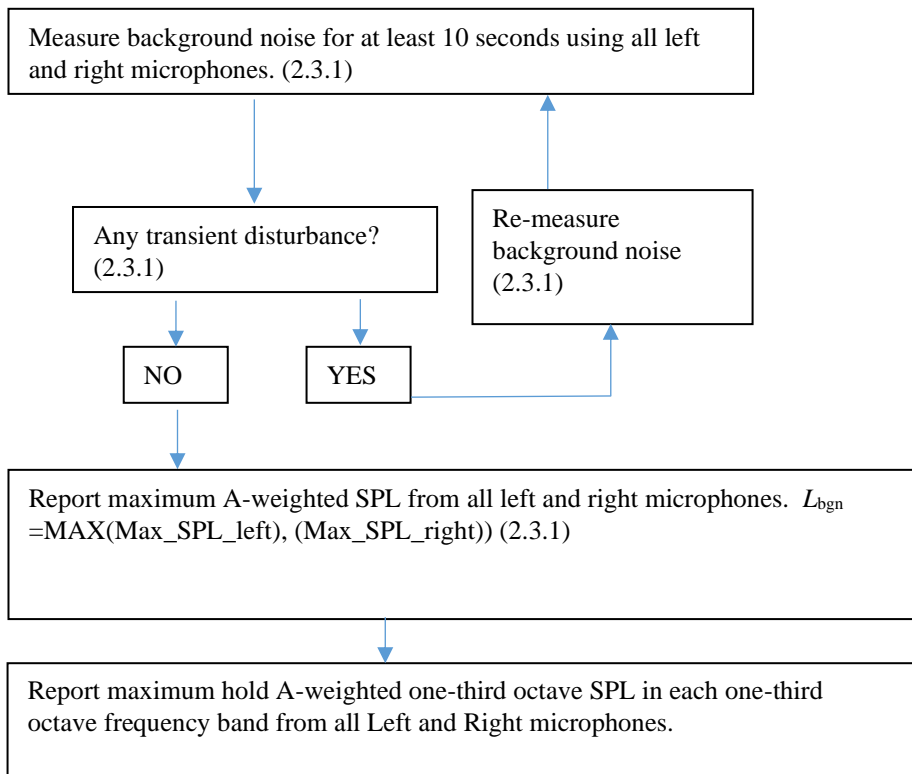 Measure background noise for at least 10 seconds using all left
and right microphones. (2.3.1)
Any transient disturbance?
(2.3.1)
Re-measure
background noise
(2.3.1)
NO
YES
Report maximum A-weighted SPL from all left and right microphones. Lbgn
=MAX(Max_SPL_left), (Max_SPL_right)) (2.3.1)
Report maximum hold A-weighted one-third octave SPL in each one-third
octave frequency band from all Left and Right microphones.